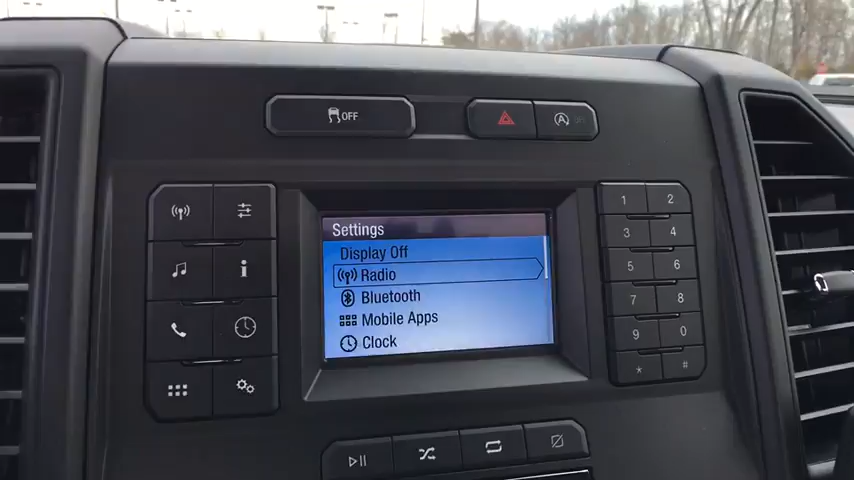 OFF
A
Settings
Display Off
Radio
Bluetooth
Mobile Apps
Clock
i
1 2
3 4
5 6
7 8
9 0
* #